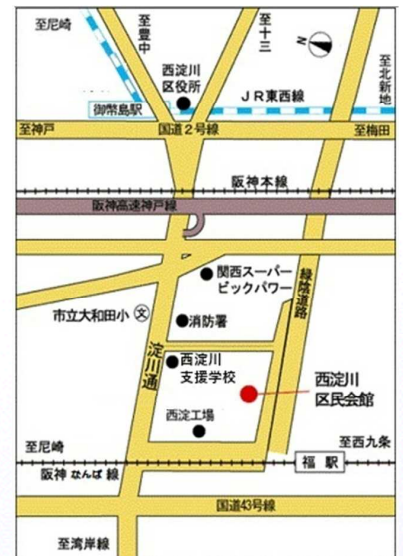 至尼崎
至豊中
至十三
N
至北新地
西淀川
区役所
JR東西線
御幣島駅
至神戸
国道2号線
至梅田
阪神本線
阪神高速神戸線
関西スーパー
ビックパワー
緑陰道路
市立大和田小
文
消防署
淀川通
西淀川
支援学校
西淀川
区民会館
西淀工場
至尼崎
至西九条
福駅
阪神なんば線
国道43号線
至湾岸線